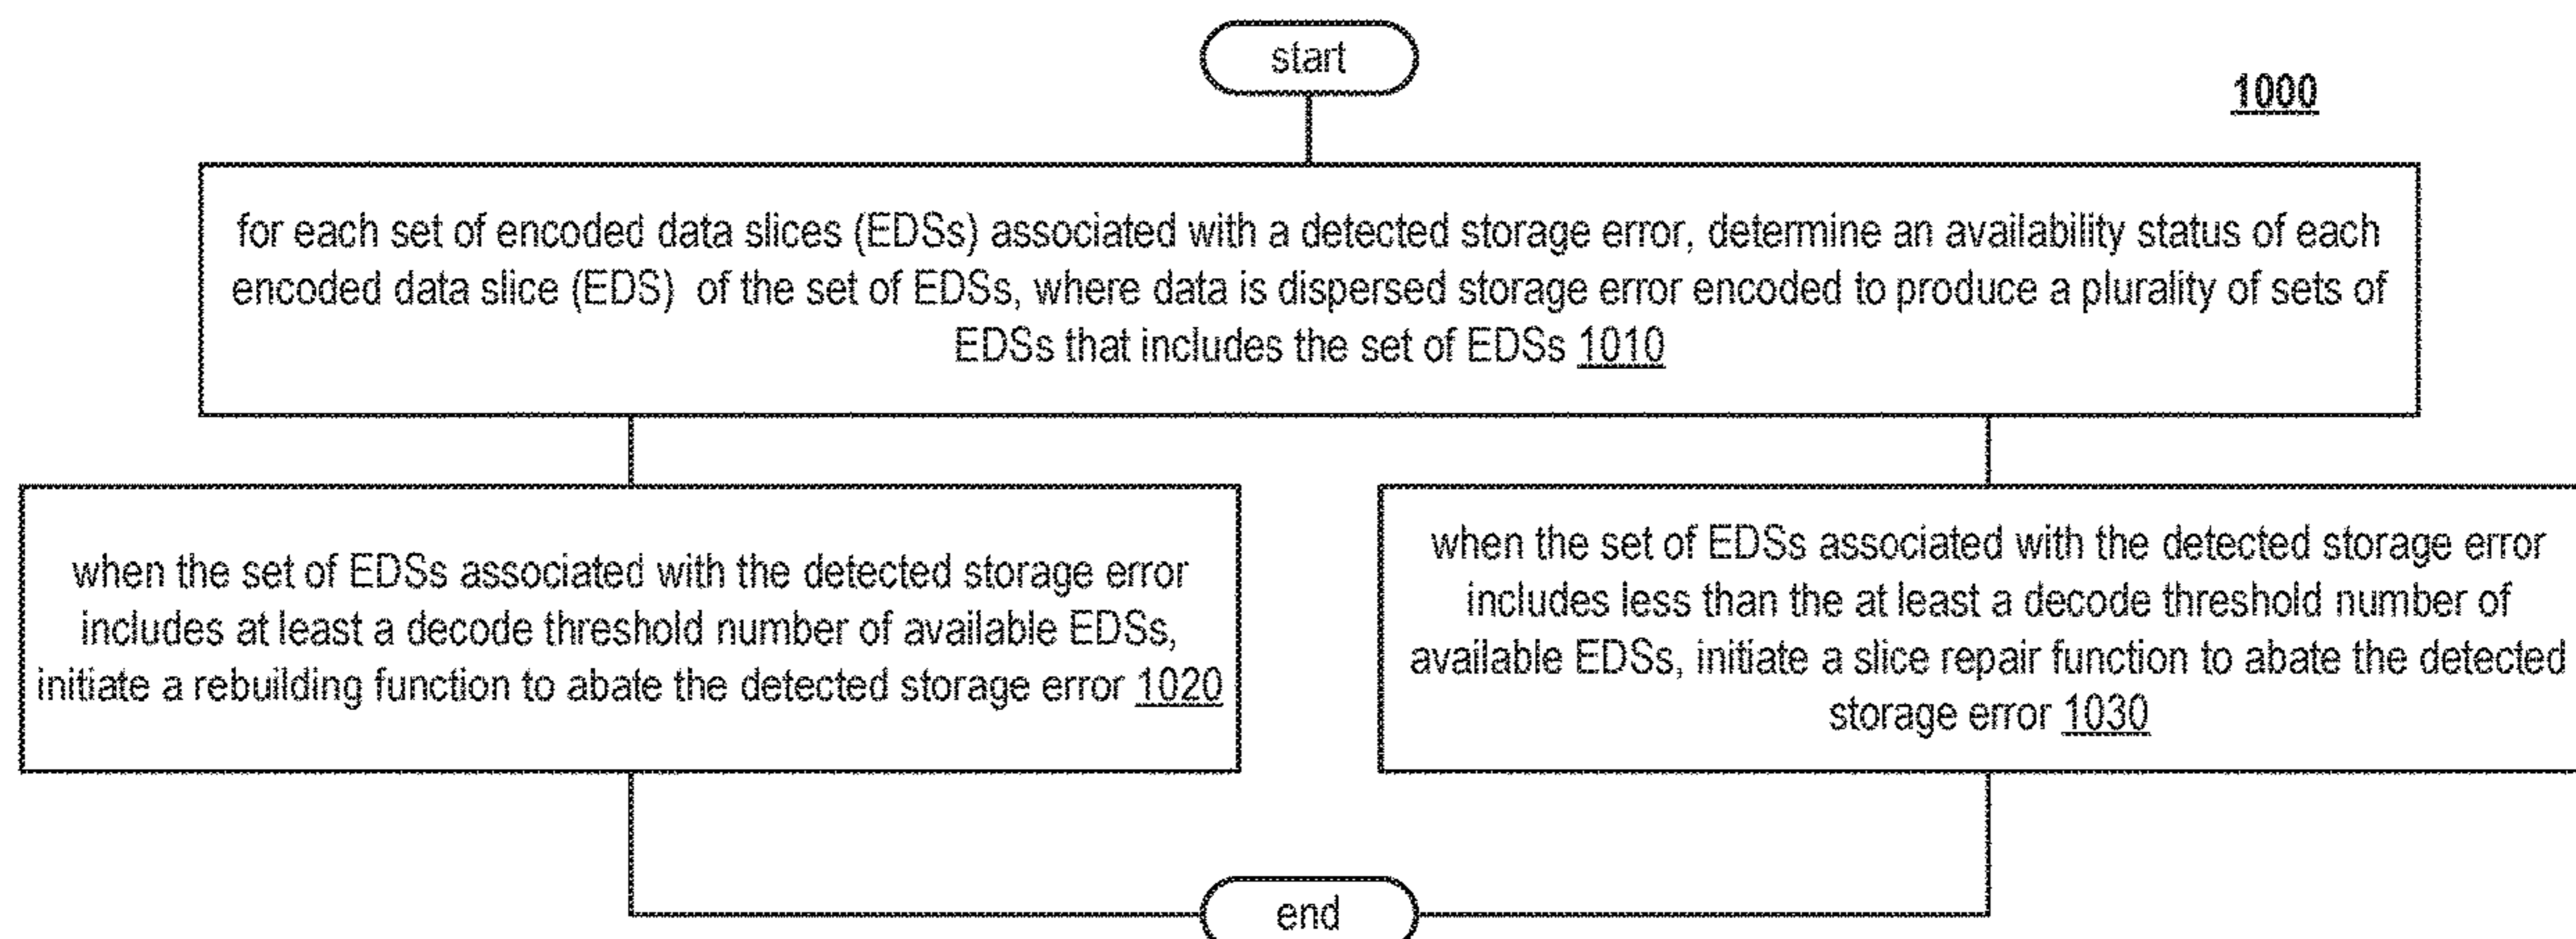 start
1000
for each set of encoded data slices (EDSs) associated with a detected storage error, determine an availability status of each
encoded data slice (EDS) of the set of EDSs, where data is dispersed storage error encoded to produce a plurality of sets of
EDSs that includes the set of EDSs 1010
when the set of EDSs associated with the detected storage error
includes at least a decode threshold number of available EDSs,
initiate a rebuilding function to abate the detected storage error 1020
when the set of EDSs associated with the detected storage error
includes less than the at least a decode threshold number of
available EDSs, initiate a slice repair function to abate the detected
storage error 1030
end